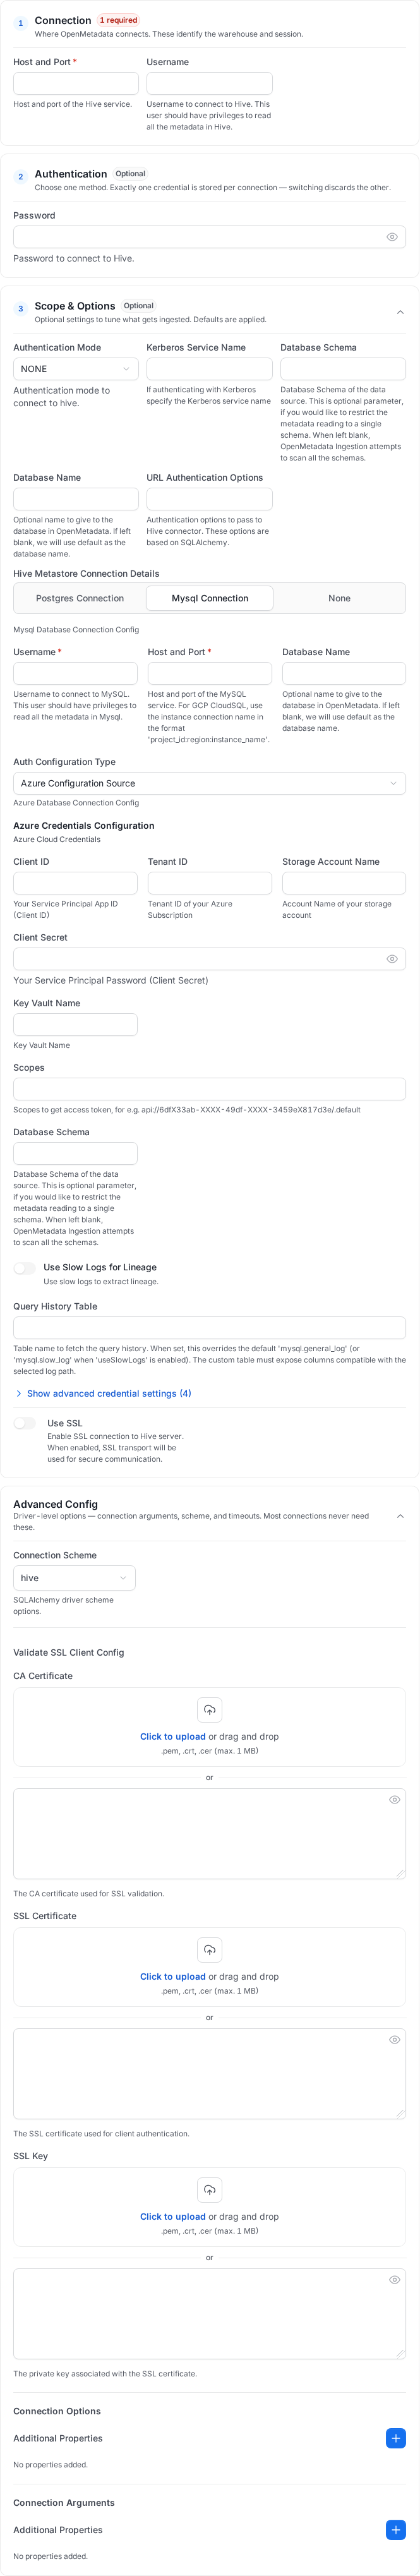 1 Connection 1 required
Where OpenMetadata connects. These identify the warehouse and session.
Host and Port * Username
Host and port of the Hive service.
Username to connect to Hive. This
user should have privileges to read
all the metadata in Hive.
2 Authentication Optional
Choose one method. Exactly one credential is stored per connection — switching discards the other.
Password
Password to connect to Hive.
3 Scope & Options Optional
Optional settings to tune what gets ingested. Defaults are applied.
Authentication Mode
NONE
Authentication mode to
connect to hive.
Kerberos Service Name
If authenticating with Kerberos
specify the Kerberos service name
Database Schema
Database Schema of the data
source. This is optional parameter,
if you would like to restrict the
metadata reading to a single
schema. When left blank,
OpenMetadata Ingestion attempts
to scan all the schemas.
Database Name
Optional name to give to the
database in OpenMetadata. If left
blank, we will use default as the
database name.
URL Authentication Options
Authentication options to pass to
Hive connector. These options are
based on SQLAlchemy.
Hive Metastore Connection Details
Postgres Connection Mysql Connection None
Mysql Database Connection Config
Username *
Username to connect to MySQL.
This user should have privileges to
read all the metadata in Mysql.
Host and Port *
Host and port of the MySQL
service. For GCP CloudSQL, use
the instance connection name in
the format
'project_id:region:instance_name'.
Database Name
Optional name to give to the
database in OpenMetadata. If left
blank, we will use default as the
database name.
Auth Configuration Type
Azure Configuration Source
Azure Database Connection Config
Azure Credentials Configuration
Azure Cloud Credentials
Client ID
Your Service Principal App ID
(Client ID)
Tenant ID
Tenant ID of your Azure
Subscription
Storage Account Name
Account Name of your storage
account
Client Secret
Your Service Principal Password (Client Secret)
Key Vault Name
Key Vault Name
Scopes
Scopes to get access token, for e.g. api://6dfX33ab-XXXX-49df-XXXX-3459eX817d3e/.default
Database Schema
Database Schema of the data
source. This is optional parameter,
if you would like to restrict the
metadata reading to a single
schema. When left blank,
OpenMetadata Ingestion attempts
to scan all the schemas.
Use Slow Logs for Lineage
Use slow logs to extract lineage.
Query History Table
Table name to fetch the query history. When set, this overrides the default 'mysql.general_log' (or
'mysql.slow_log' when 'useSlowLogs' is enabled). The custom table must expose columns compatible with the
selected log path.
Show advanced credential settings (4)
Use SSL
Enable SSL connection to Hive server.
When enabled, SSL transport will be
used for secure communication.
Advanced Config
Driver-level options — connection arguments, scheme, and timeouts. Most connections never need
these.
Connection Scheme
hive
SQLAlchemy driver scheme
options.
Validate SSL Client Config
CA Certificate
Click to upload or drag and drop
.pem, .crt, .cer (max. 1 MB)
or
The CA certificate used for SSL validation.
SSL Certificate
Click to upload or drag and drop
.pem, .crt, .cer (max. 1 MB)
or
The SSL certificate used for client authentication.
SSL Key
Click to upload or drag and drop
.pem, .crt, .cer (max. 1 MB)
or
The private key associated with the SSL certificate.
Connection Options
Additional Properties
No properties added.
Connection Arguments
Additional Properties
No properties added.